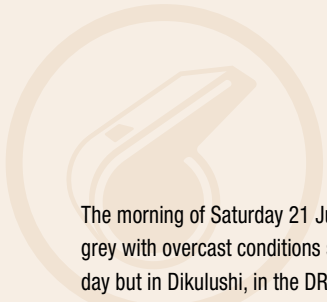 The morning of Saturday 21
grey with overcast conditions
day but in Dikulushi, in the